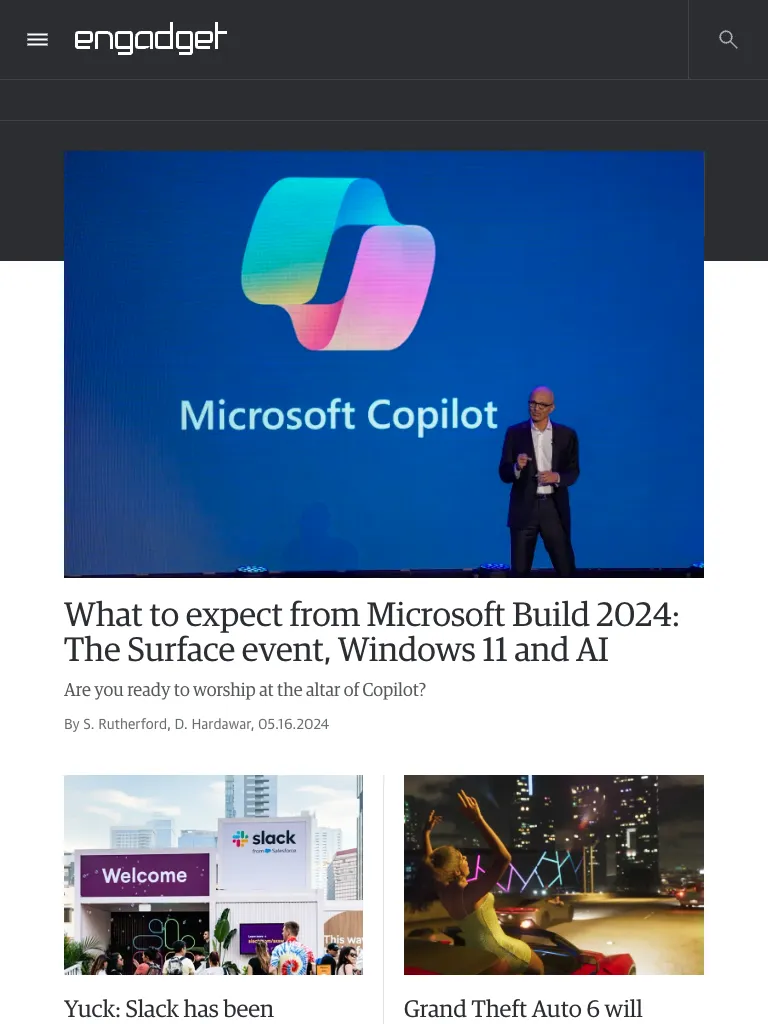 engadget
Microsoft Copilot
What to expect from Microsoft Build 2024:
The Surface event, Windows 11 and AI
Are you ready to worship at the altar of Copilot?
By S. Rutherford, D. Hardawar, 05.16.2024
slack
from Salesforce
Welcome
This way
Yuck: Slack has been
Grand Theft Auto 6 will